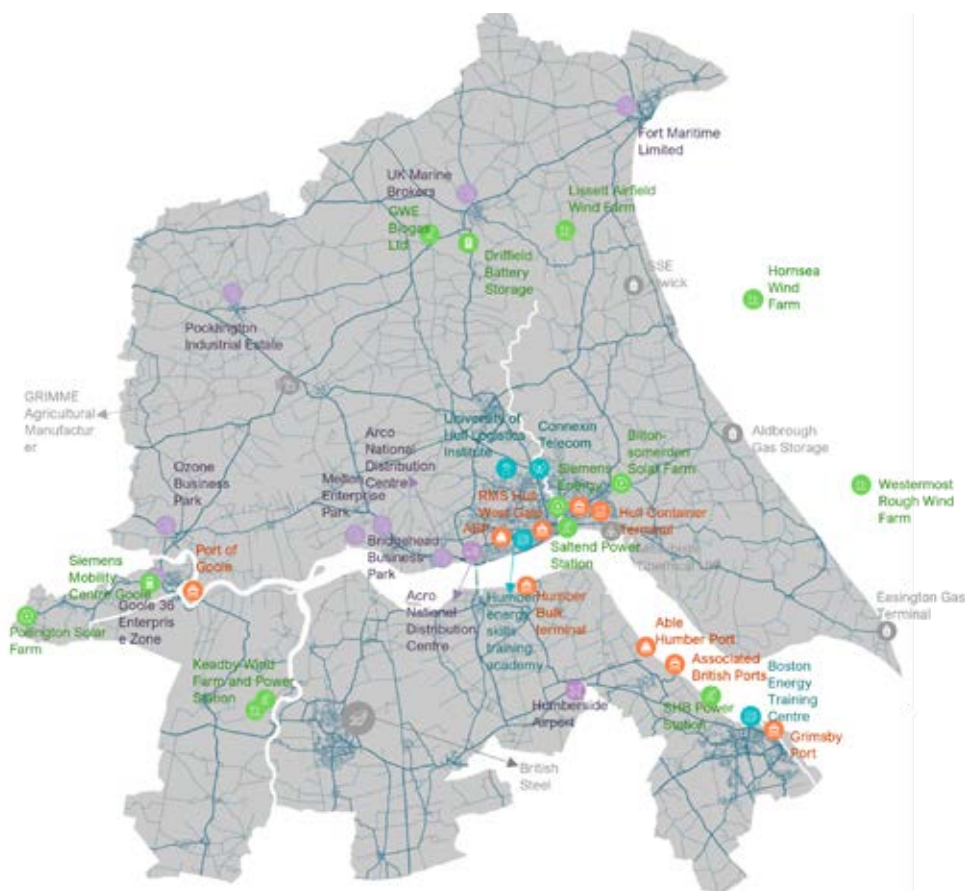 Fort Maritime
Limited
UK Marine
Brokers
Lissett Airfield
Wind Farm
GWE
Biogas
Ltd
Driffield
Battery
Storage
SSE
Hornsea
Wind
Farm
Pocklington
Industrial Estate
GRIMME
Agricultural
Manufactur
er
Aldbrough
Gas Storage
University of
Hull Logistics
Institute
Connexin
Telecom
Arco
National
Distribution
Centre
Bilton-
somerden
Solar Farm
Siemens
Energy
Ozone
Business
Park
Melton
Enterprise
Park
Westermost
Rough Wind
Farm
RMS Hull
West Gate
Hull Container
Terminal
ABP
Bridgehead
Business
Park
Saltend Power
Station
Siemens
Mobility
Centre Goole
Port of
Goole
Goole 36
Enterpris
e Zone
Pollington Solar
Farm
Acro
National
Distribution
Centre
Humber
energy
skills
training
academy
Humber
Bulk
terminal
Easington Gas
Terminal
Able
Humber Port
Associated
British Ports
Boston
Energy
Training
Centre
Keadby Wind
Farm and Power
Station
Humberside
Airport
SHB Power
Station
Grimsby
Port
British
Steel